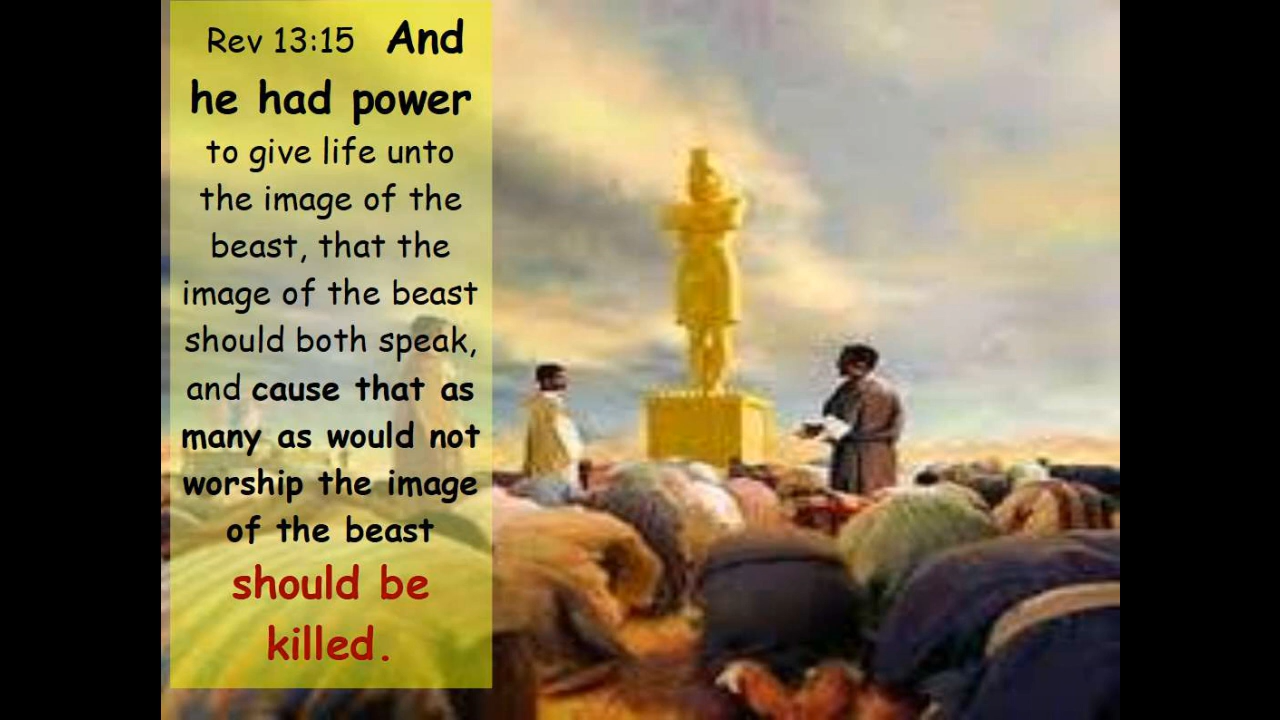 Rev 13:15 And
he had power
to give life unto
the image of the
beast, that the
image of the beast
should both speak,
and cause that as
many as would not
worship the image
of the beast
should be
killed.